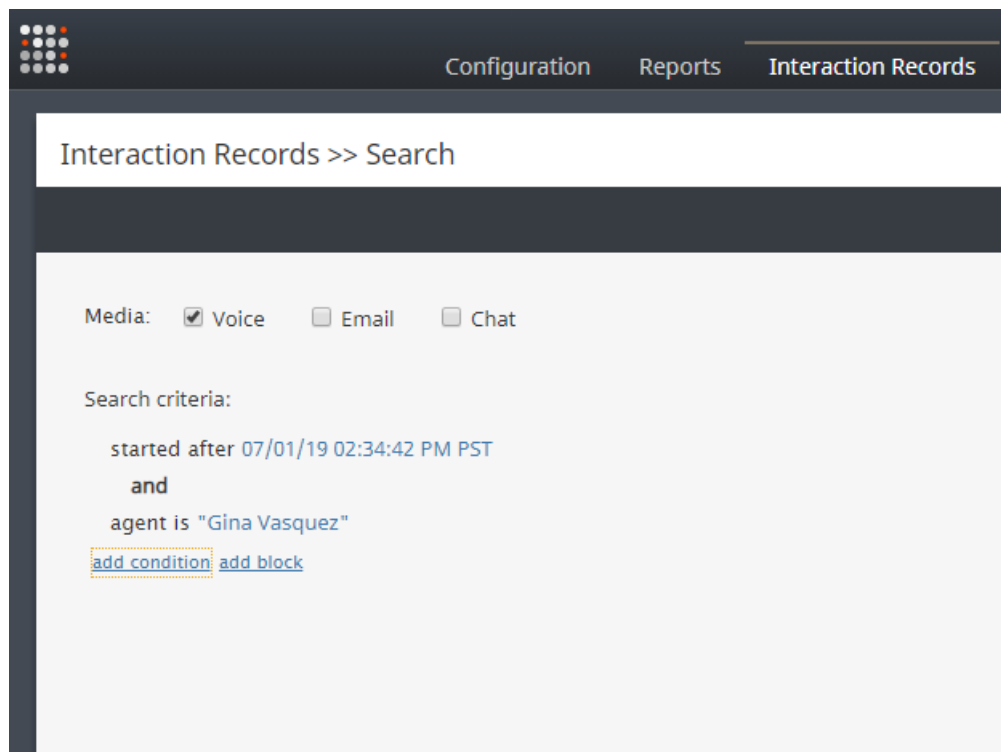 Configuration Reports Interaction Records
Interaction Records >> Search
Media: Voice Email Chat
Search criteria:
started after 07/01/19 02:34:42 PM PST
and
agent is "Gina Vasquez"
add condition add block